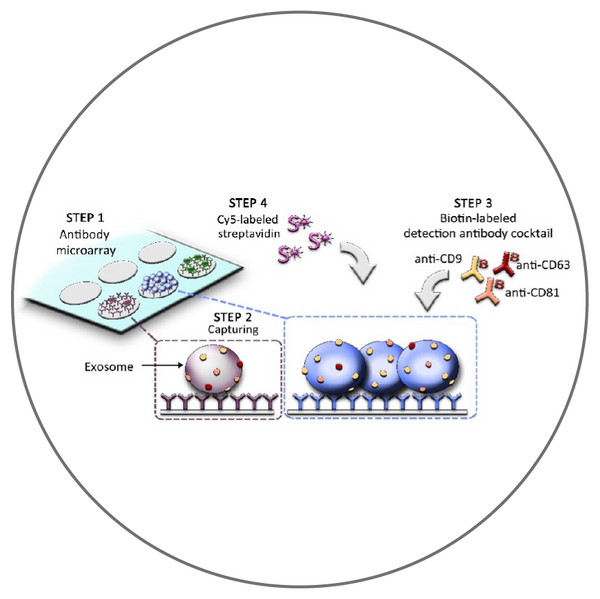 STEP 1
Antibody
microarray
STEP 4
Cy5-labeled
streptavidin
S
S
S
STEP 3
Biotin-labeled
detection antibody cocktail
anti-CD9
B
B
anti-CD63
B
anti-CD81
STEP 2
Capturing
Exosome